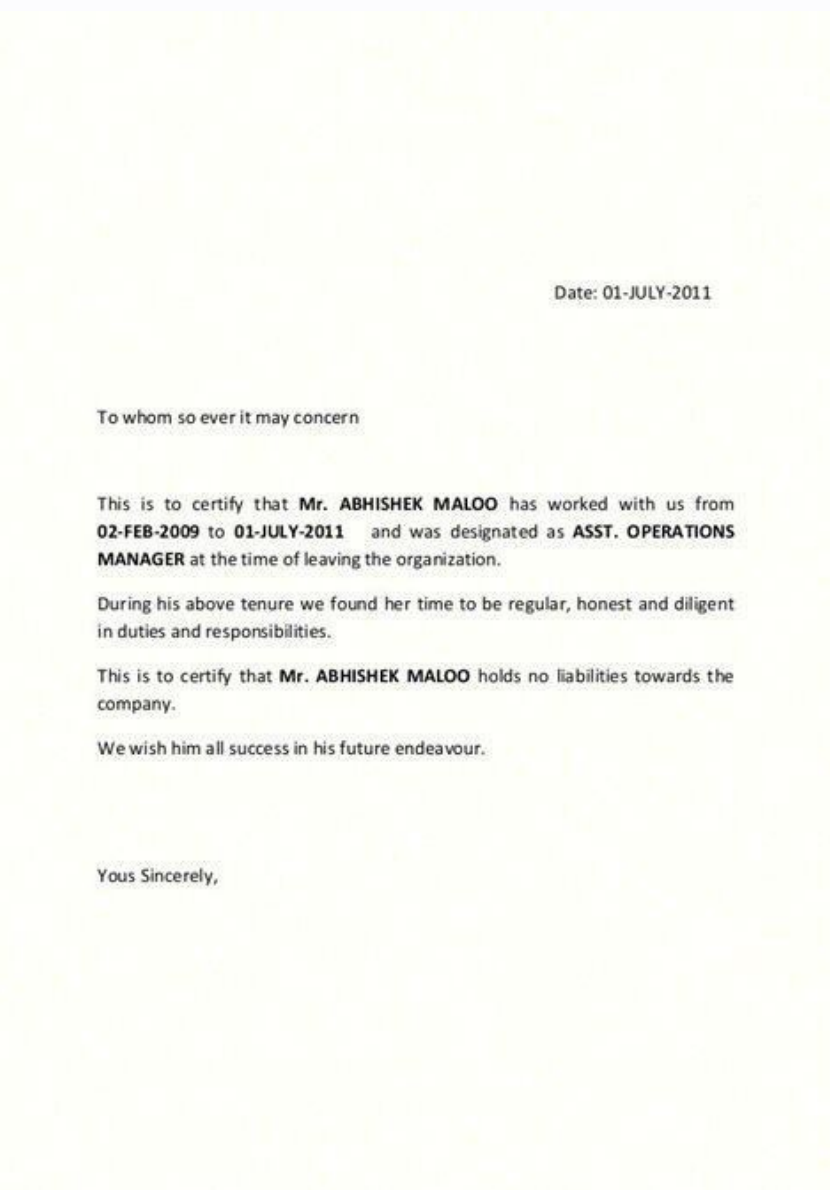 Date: 01-JULY-2011
To whom so ever it may concern
This is to certify that Mr. ABHISHEK MALOO has worked with us from
02-FEB-2009 to 01-JULY-2011 and was designated as ASST. OPERATIONS
MANAGER at the time of leaving the organization.
During his above tenure we found her time to be regular, honest and diligent
in duties and responsibilities.
This is to certify that Mr. ABHISHEK MALOO holds no liabilities towards the
company.
We wish him all success in his future endeavour.
Yous Sincerely,